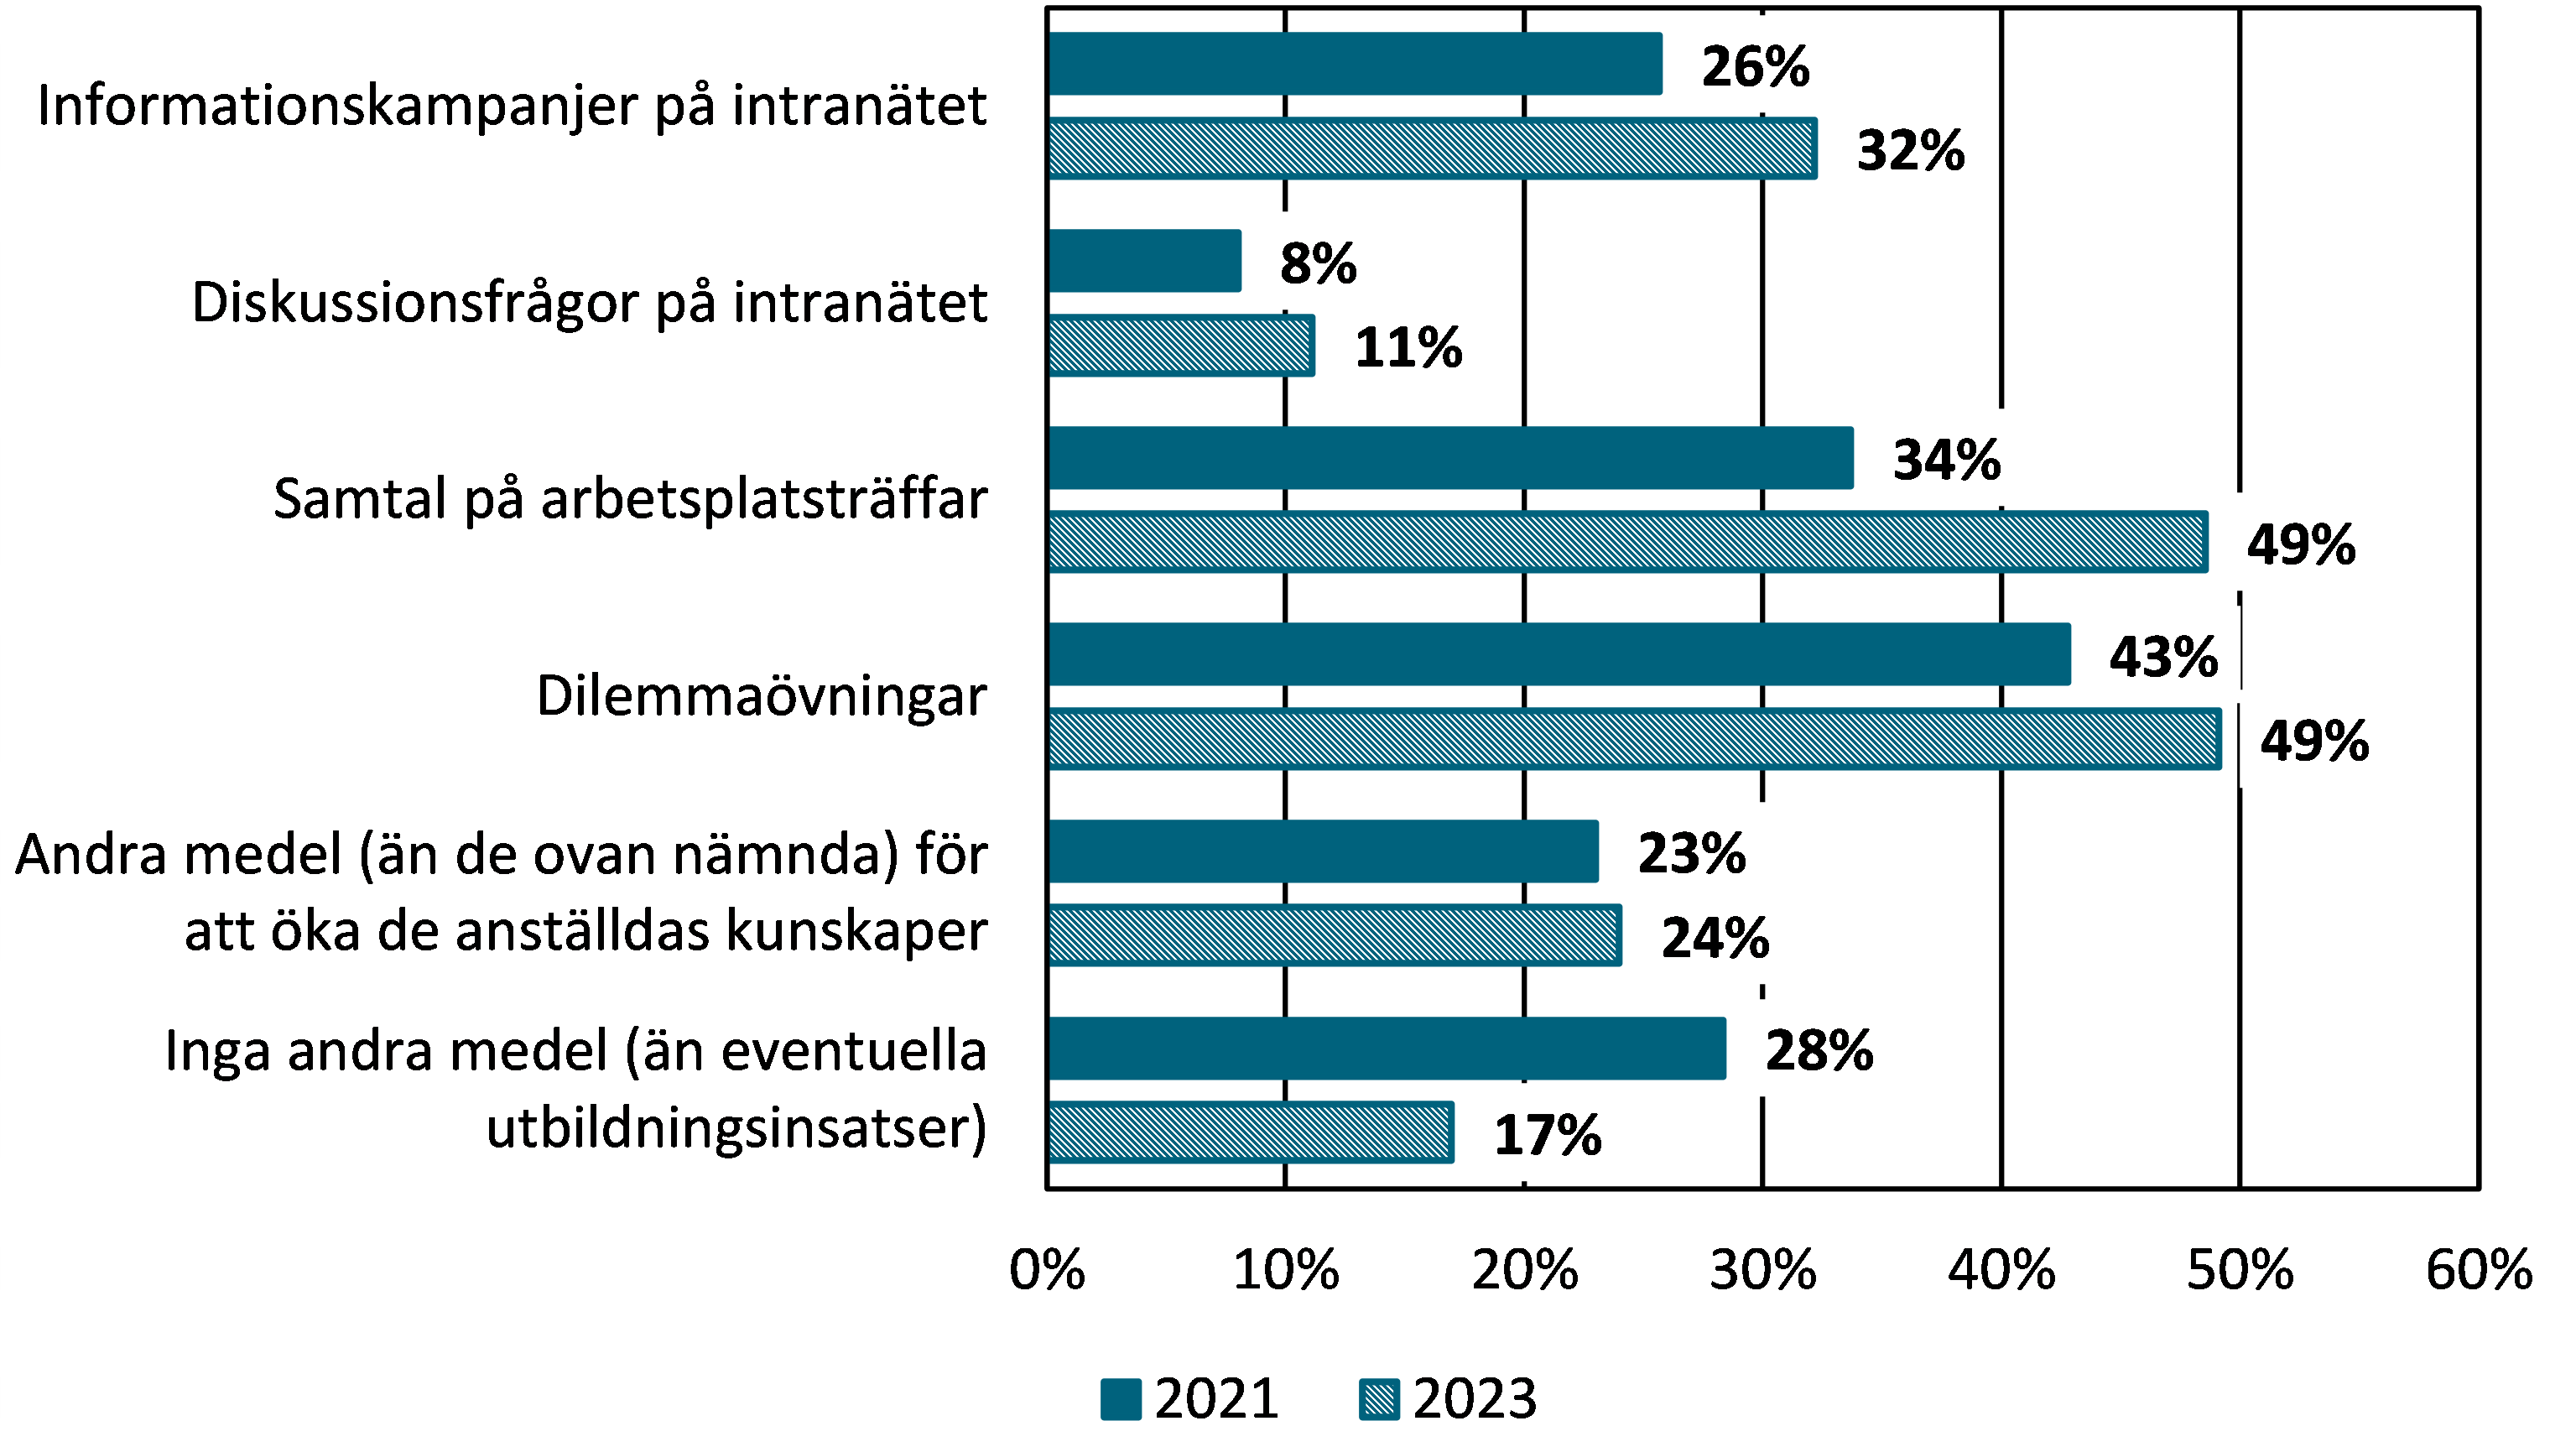 Informationskampanjer på intranätet
26%
32%
Diskussionsfrågor på intranätet
8%
11%
Samtal på arbetsplatsträffar
34%
49%
Dilemmaövningar
43%
49%
Andra medel (än de ovan nämnda) för
att öka de anställdas kunskaper
23%
24%
Inga andra medel (än eventuella
utbildningsinsatser)
28%
17%
0% 10% 20% 30% 40% 50% 60%
2021 2023